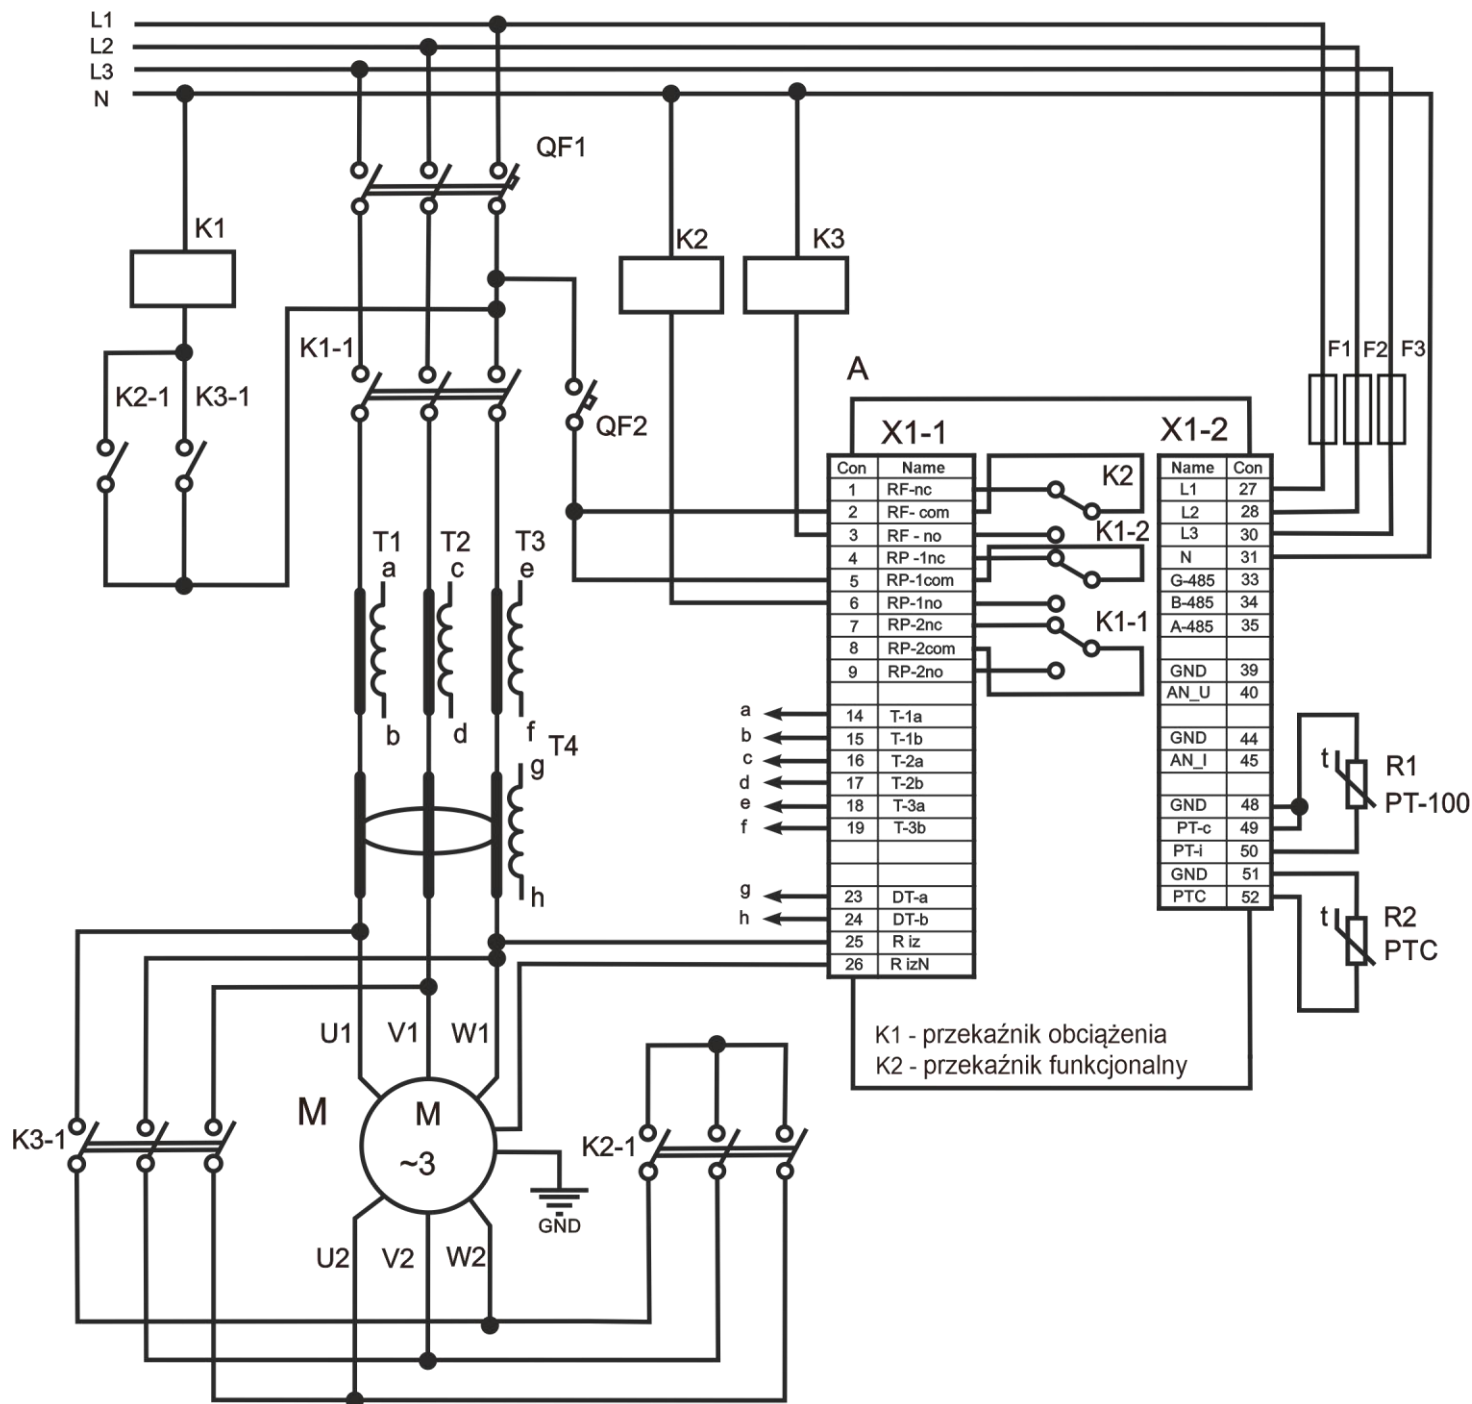 L1
L2
L3
N
QF1
K1
K2
K3
K1-1
K2-1
K3-1
QF2
F1
F2
F3
A
X1-1
X1-2
Con Name
1 RF-nc
2 RF- com
3 RF - no
4 RP -1nc
5 RP-1com
6 RP-1no
7 RP-2nc
8 RP-2com
9 RP-2no
14 T-1a
15 T-1b
16 T-2a
17 T-2b
18 T-3a
19 T-3b
23 DT-a
24 DT-b
25 R iz
26 R izN
K2
K1-2
K1-1
Name Con
L1 27
L2 28
L3 30
N 31
G-485 33
B-485 34
A-485 35
GND 39
AN_U 40
GND 44
AN_I 45
GND 48
PT-c 49
PT-i 50
GND 51
PTC 52
T1
a
T2
c
T3
e
b
d
f
T4
g
h
a
b
c
d
e
f
g
h
t
R1
PT-100
t
R2
PTC
K1 - przekaźnik obciążenia
K2 - przekaźnik funkcjonalny
U1
V1
W1
M
M
~3
K3-1
K2-1
GND
U2
V2
W2